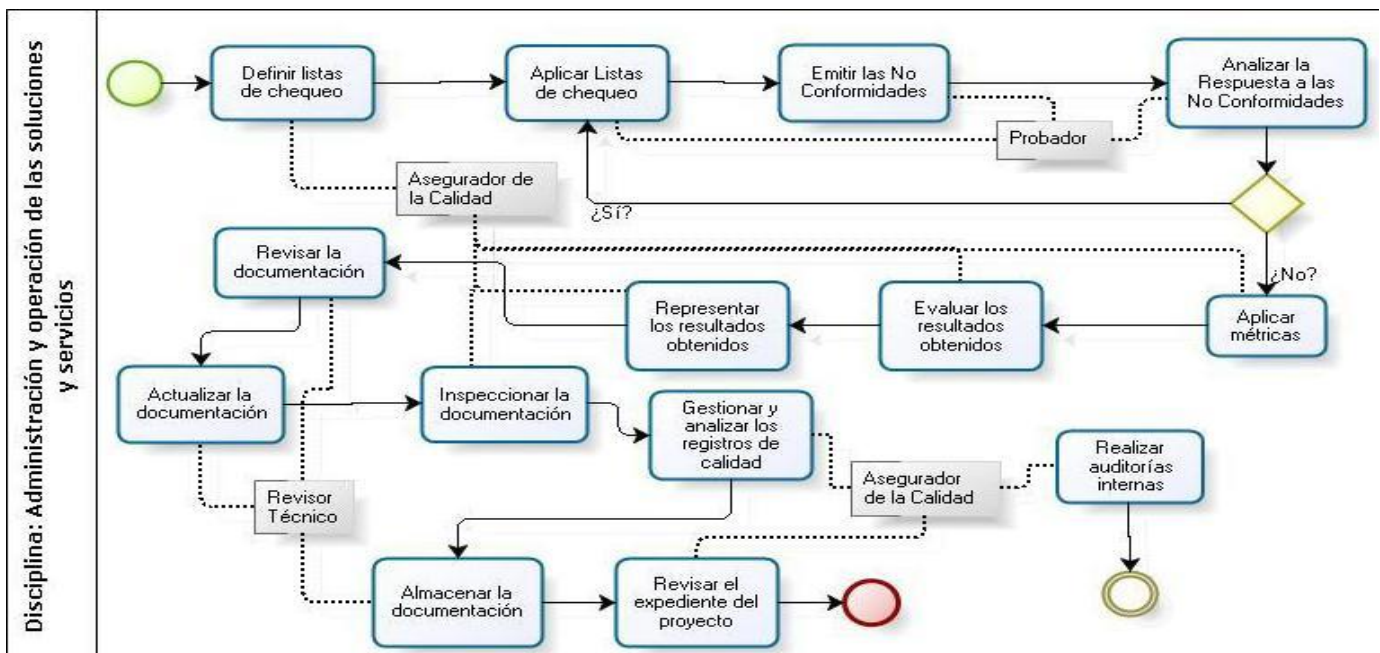 Disciplina: Administración y operación de las soluciones
y servicios
Definir listas
de chequeo
Aplicar Listas
de chequeo
Emitir las No
Conformidades
Analizar la
Respuesta a las
No Conformidades
Probador
Asegurador de
la Calidad
¿Sí?
¿No?
Revisar la
documentación
Representar
los resultados
obtenidos
Evaluar los
resultados
obtenidos
Aplicar
métricas
Actualizar la
documentación
Inspeccionar la
documentación
Gestionar y
analizar los
registros de
calidad
Asegurador
de la Calidad
Realizar
auditorías
internas
Revisor
Técnico
Almacenar la
documentación
Revisar el
expediente del
proyecto